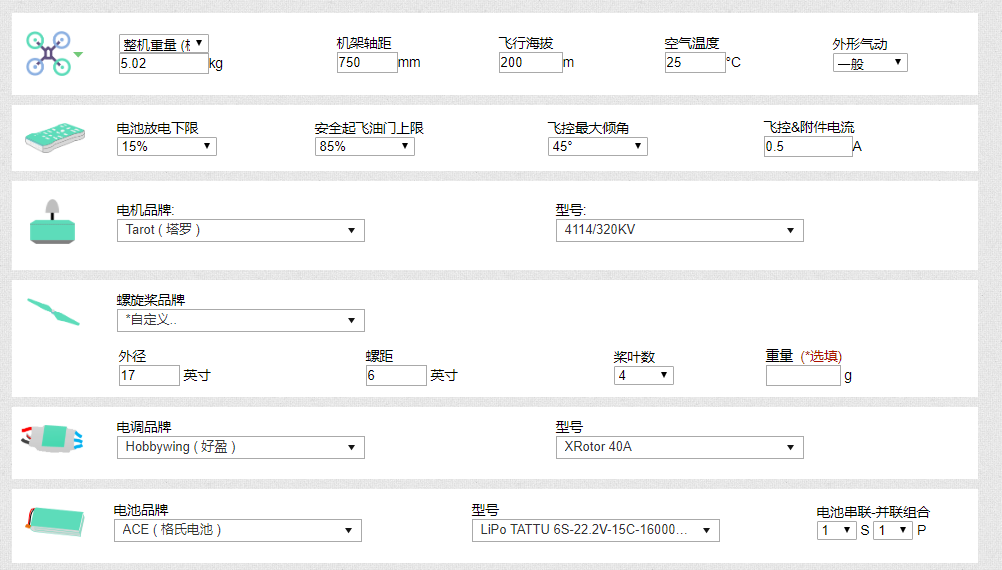 整机重量 (机 机架轴距 飞行海拔 空气温度 外形气动
5.02 kg 750 mm 200 m 25 °C 一般
电池放电下限 安全起飞油门上限 飞控最大倾角 飞控&附件电流
15% 85% 45° 0.5 A
电机品牌: 型号:
Tarot ( 塔罗 ) 4114/320KV
螺旋桨品牌
*自定义..
外径 螺距 桨叶数 重量 (*选填)
17 英寸 6 英寸 4 g
电调品牌 型号
Hobbywing ( 好盈 ) XRotor 40A
电池品牌 型号 电池串联-并联组合
ACE ( 格氏电池 ) LiPo TATTU 6S-22.2V-15C-16000... 1 S 1 P